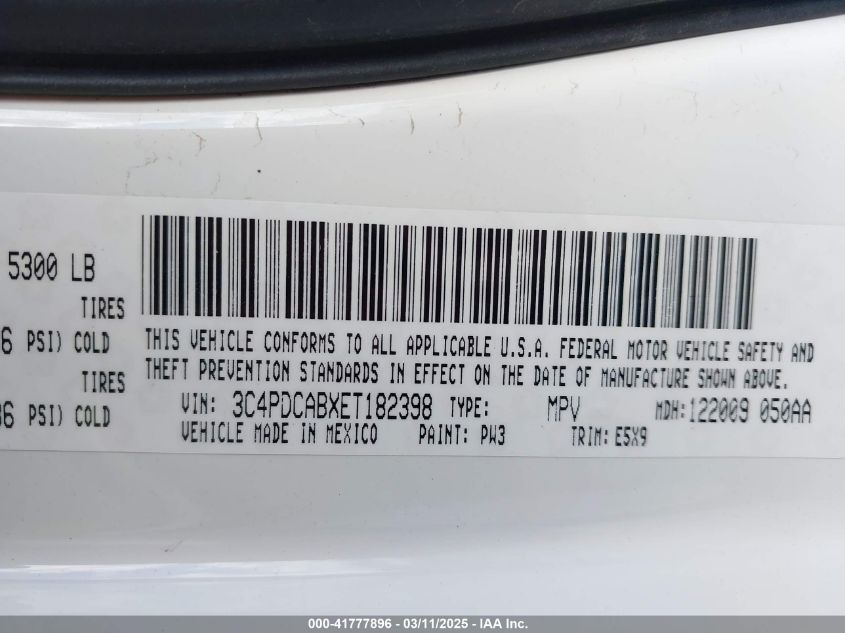 5300 LB
TIRES
6 PSI) COLD
TIRES
36 PSI) COLD
THIS VEHICLE CONFORMS TO ALL APPLICABLE U.S.A. FEDERAL MOTOR VEHICLE SAFETY AND
THEFT PREVENTION STANDARDS IN EFFECT ON THE DATE OF MANUFACTURE SHOWN ABOVE.
VIN: 3C4PDCABXET182398 TYPE: MPV MDH:122009 050AA
VEHICLE MADE IN MEXICO PAINT: PW3 TRIM: E5X9
000-41777896 - 03/11/2025 - IAA Inc.